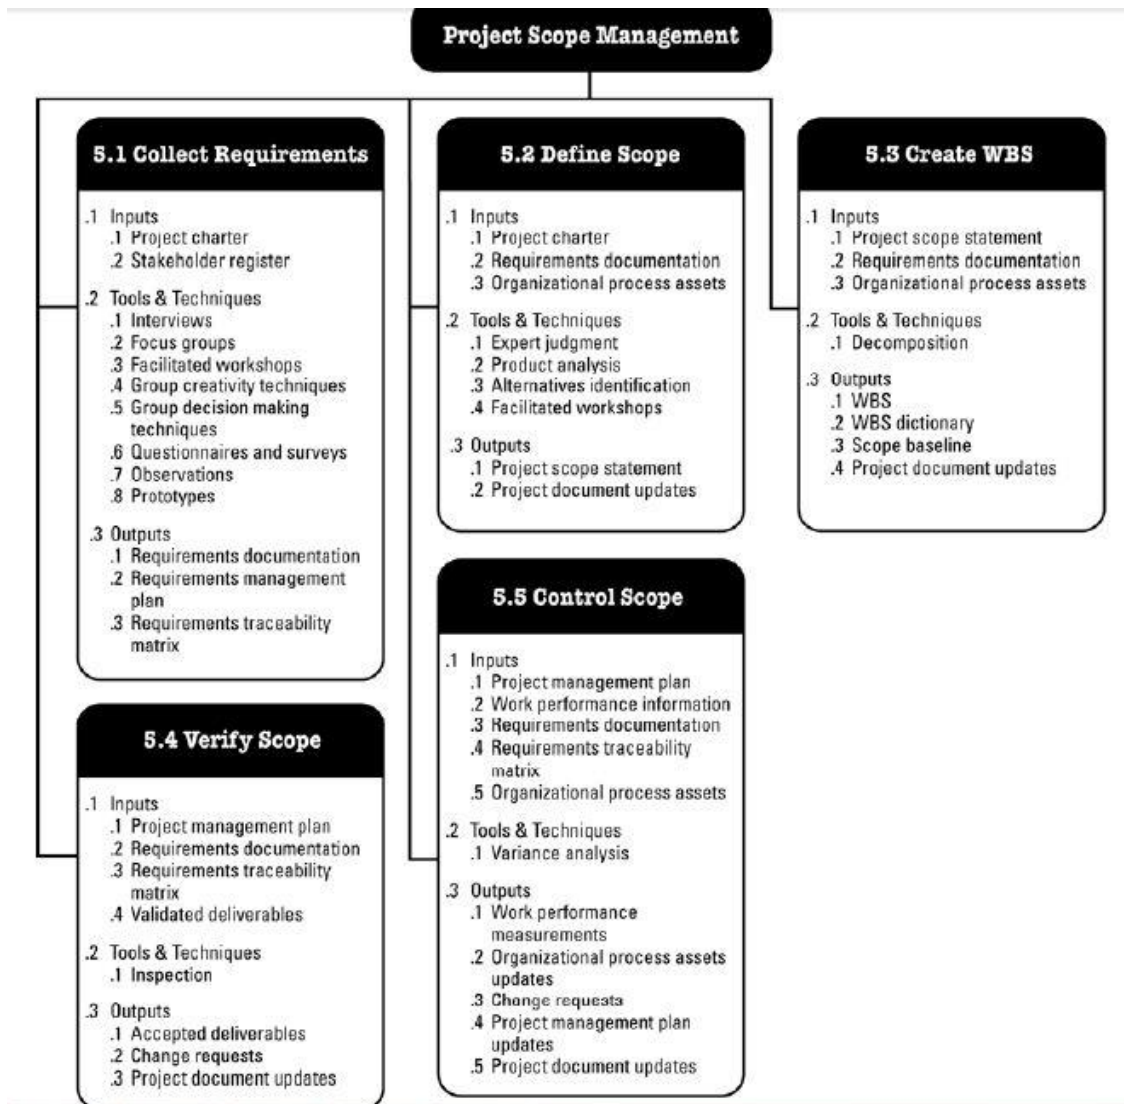 Project Scope Management
5.1 Collect Requirements
.1 Inputs
.1 Project charter
.2 Stakeholder register
.2 Tools & Techniques
.1 Interviews
.2 Focus groups
.3 Facilitated workshops
.4 Group creativity techniques
.5 Group decision making
techniques
.6 Questionnaires and surveys
.7 Observations
.8 Prototypes
.3 Outputs
.1 Requirements documentation
.2 Requirements management
plan
.3 Requirements traceability
matrix
5.2 Define Scope
.1 Inputs
.1 Project charter
.2 Requirements documentation
.3 Organizational process assets
.2 Tools & Techniques
.1 Expert judgment
.2 Product analysis
.3 Alternatives identification
.4 Facilitated workshops
.3 Outputs
.1 Project scope statement
.2 Project document updates
5.3 Create WBS
.1 Inputs
.1 Project scope statement
.2 Requirements documentation
.3 Organizational process assets
.2 Tools & Techniques
.1 Decomposition
.3 Outputs
.1 WBS
.2 WBS dictionary
.3 Scope baseline
.4 Project document updates
5.4 Verify Scope
.1 Inputs
.1 Project management plan
.2 Requirements documentation
.3 Requirements traceability
matrix
.4 Validated deliverables
.2 Tools & Techniques
.1 Inspection
.3 Outputs
.1 Accepted deliverables
.2 Change requests
.3 Project document updates
5.5 Control Scope
.1 Inputs
.1 Project management plan
.2 Work performance information
.3 Requirements documentation
.4 Requirements traceability
matrix
.5 Organizational process assets
.2 Tools & Techniques
.1 Variance analysis
.3 Outputs
.1 Work performance
measurements
.2 Organizational process assets
updates
.3 Change requests
.4 Project management plan
updates
.5 Project document updates